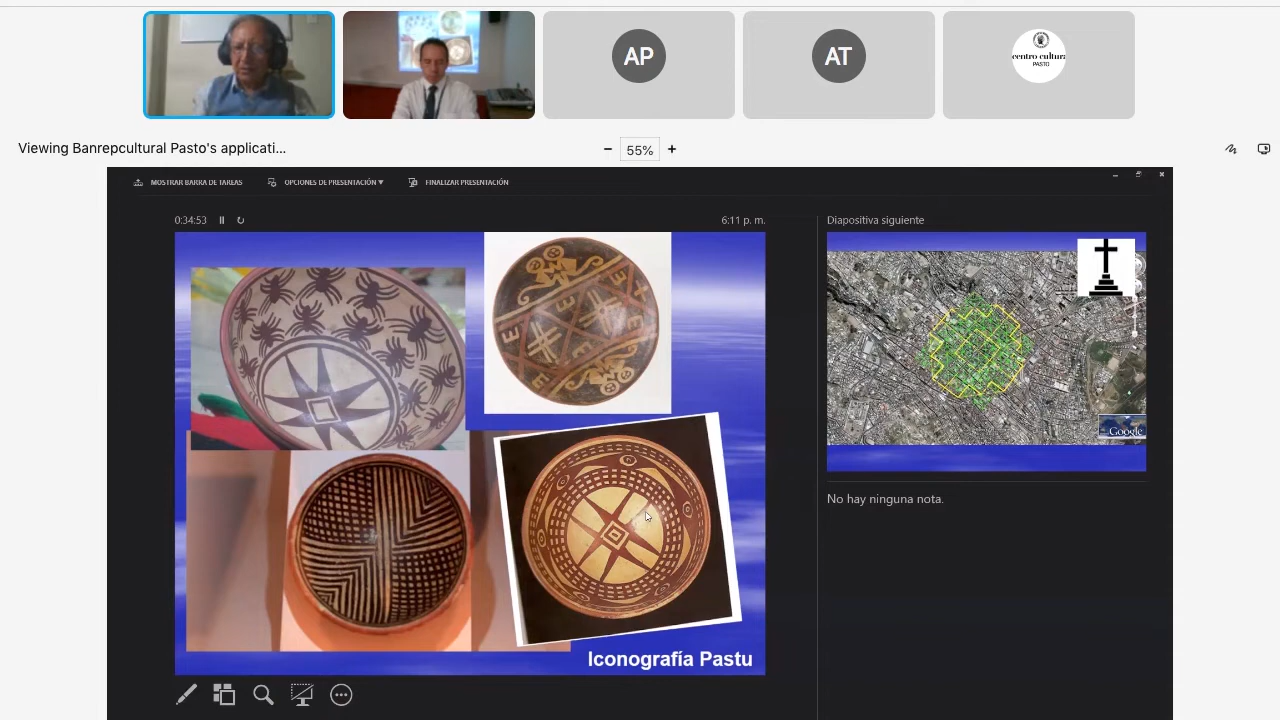 AP
AT
centro cultura
PASTO
Viewing Banrepcultural Pasto's applicati...
− 55% +
MOSTRAR BARRA DE TAREAS
OPCIONES DE PRESENTACIÓN ▼
FINALIZAR PRESENTACIÓN
0:34:53
6:11 p. m.
Diapositiva siguiente
Google
No hay ninguna nota.
Iconografía Pastu